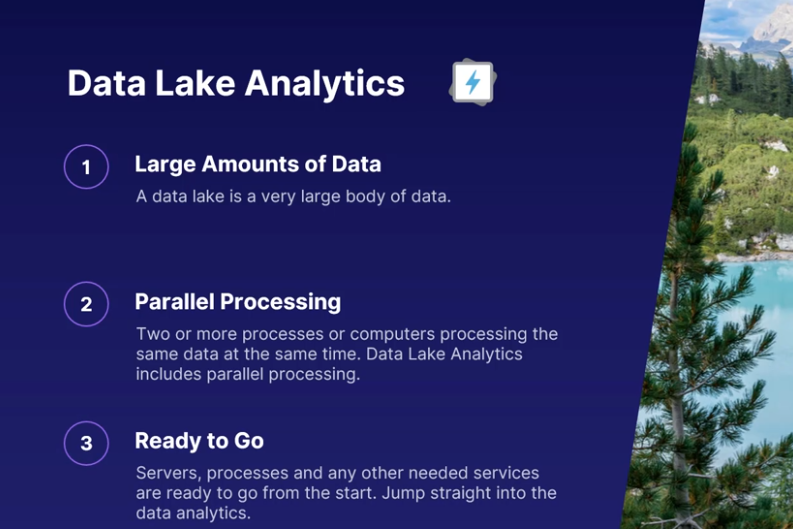 Data Lake Analytics
1
Large Amounts of Data
A data lake is a very large body of data.
2
Parallel Processing
Two or more processes or computers processing the
same data at the same time. Data Lake Analytics
includes parallel processing.
3
Ready to Go
Servers, processes and any other needed services
are ready to go from the start. Jump straight into the
data analytics.